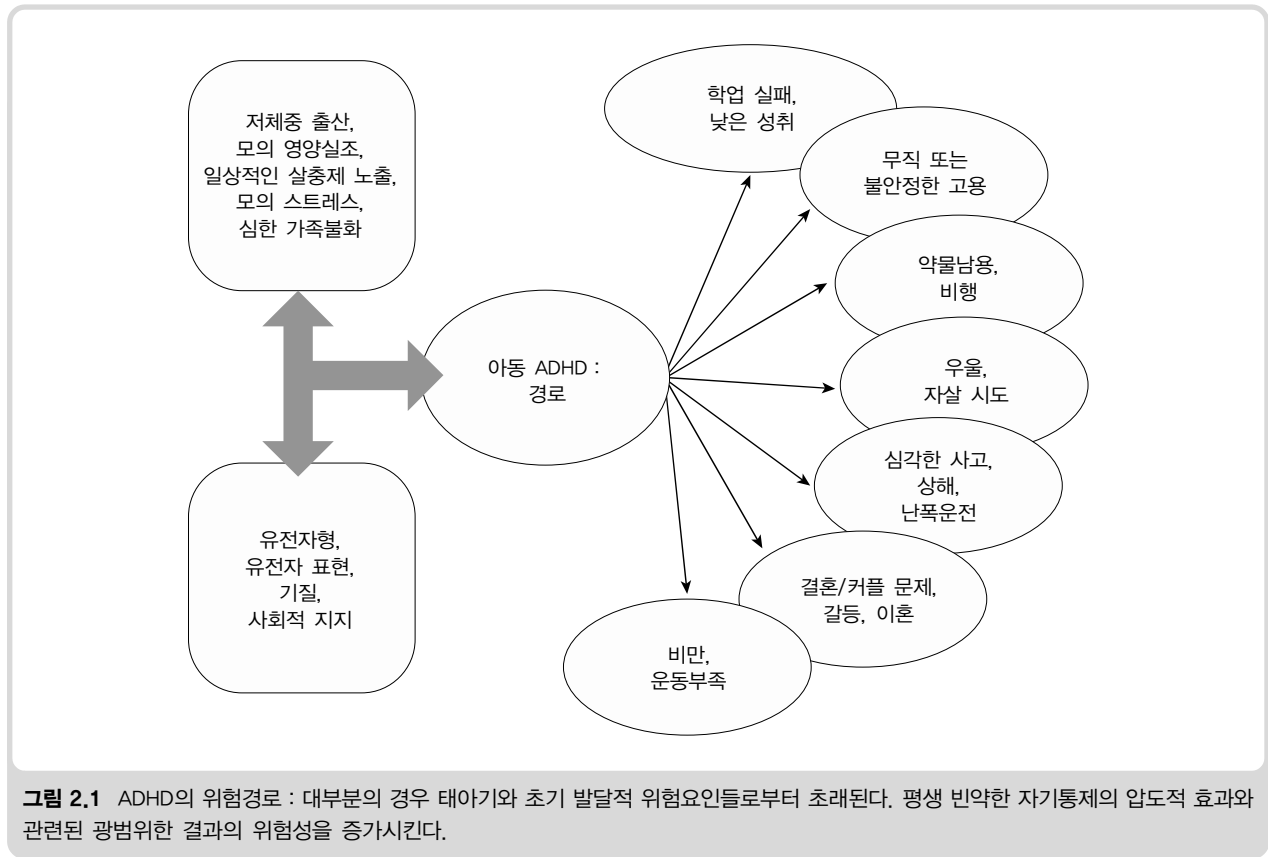 저체중 출산,
모의 영양실조,
일상적인 살충제 노출,
모의 스트레스,
심한 가족불화
유전자형,
유전자 표현,
기질,
사회적 지지
아동 ADHD :
경로
학업 실패,
낮은 성취
무직 또는
불안정한 고용
약물남용,
비행
우울,
자살 시도
심각한 사고,
상해,
난폭운전
결혼/커플 문제,
갈등, 이혼
비만,
운동부족
그림 2.1 ADHD의 위험경로 : 대부분의 경우 태아기와 초기 발달적 위험요인들로부터 초래된다. 평생 빈약한 자기통제의 압도적 효과와
관련된 광범위한 결과의 위험성을 증가시킨다.